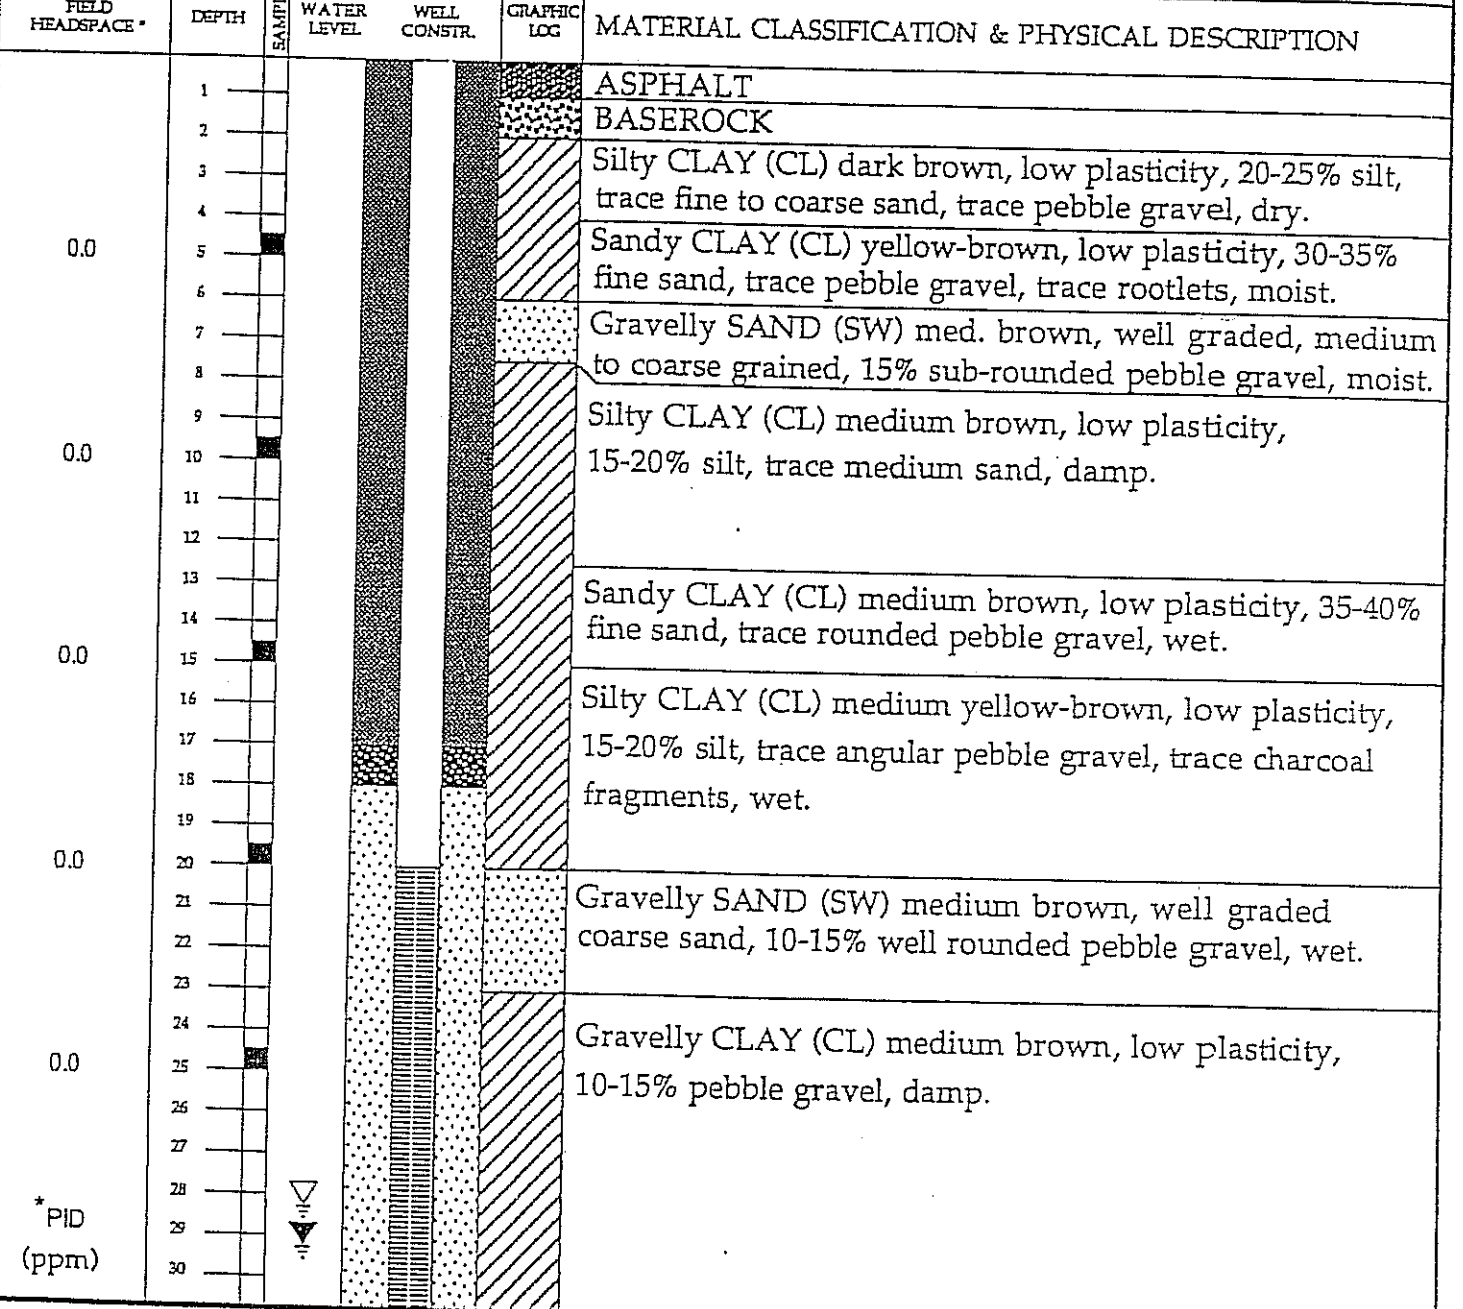 FIELD HEADSPACE * DEPTH SAMPL WATER LEVEL WELL CONSTR. GRAPHIC LOG MATERIAL CLASSIFICATION & PHYSICAL DESCRIPTION
ASPHALT
1
BASEROCK
2
Silty CLAY (CL) dark brown, low plasticity, 20-25% silt,
3
trace fine to coarse sand, trace pebble gravel, dry.
4
Sandy CLAY (CL) yellow-brown, low plasticity, 30-35%
0.0 5
fine sand, trace pebble gravel, trace rootlets, moist.
6
Gravelly SAND (SW) med. brown, well graded, medium
7
to coarse grained, 15% sub-rounded pebble gravel, moist.
8
Silty CLAY (CL) medium brown, low plasticity,
9
0.0 10
15-20% silt, trace medium sand, damp.
11
12
13
Sandy CLAY (CL) medium brown, low plasticity, 35-40%
14
fine sand, trace rounded pebble gravel, wet.
0.0 15
16
Silty CLAY (CL) medium yellow-brown, low plasticity,
17
15-20% silt, trace angular pebble gravel, trace charcoal
18
fragments, wet.
19
0.0 20
21
Gravelly SAND (SW) medium brown, well graded
22
coarse sand, 10-15% well rounded pebble gravel, wet.
23
24
Gravelly CLAY (CL) medium brown, low plasticity,
0.0 25
10-15% pebble gravel, damp.
26
27
28
*PID
29
(ppm) 30